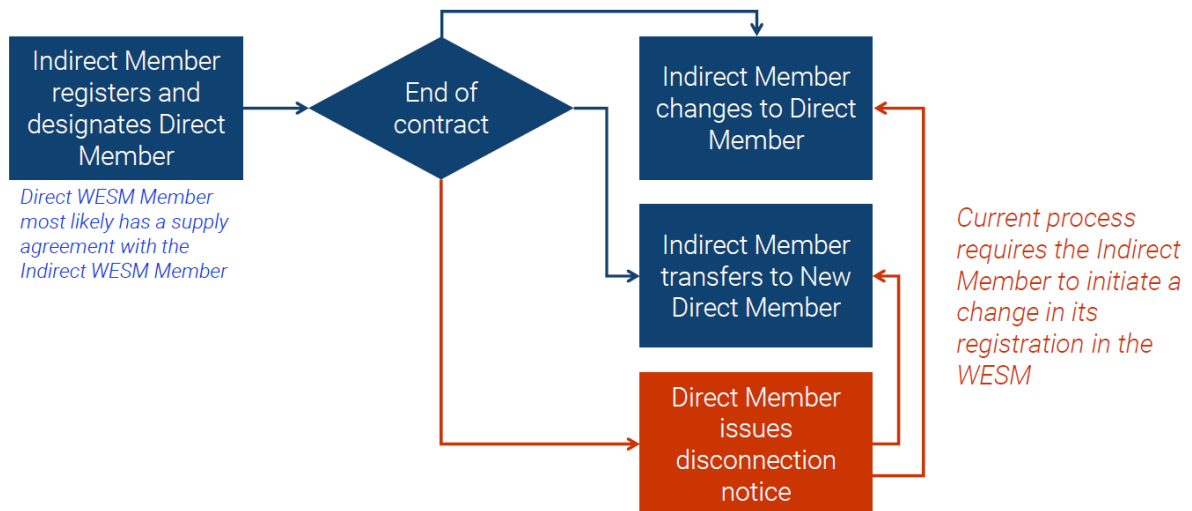 Indirect Member
registers and
designates Direct
Member
Direct WESM Member
most likely has a supply
agreement with the
Indirect WESM Member
End of
contract
Indirect Member
changes to Direct
Member
Indirect Member
transfers to New
Direct Member
Direct Member
issues
disconnection
notice
Current process
requires the Indirect
Member to initiate a
change in its
registration in the
WESM